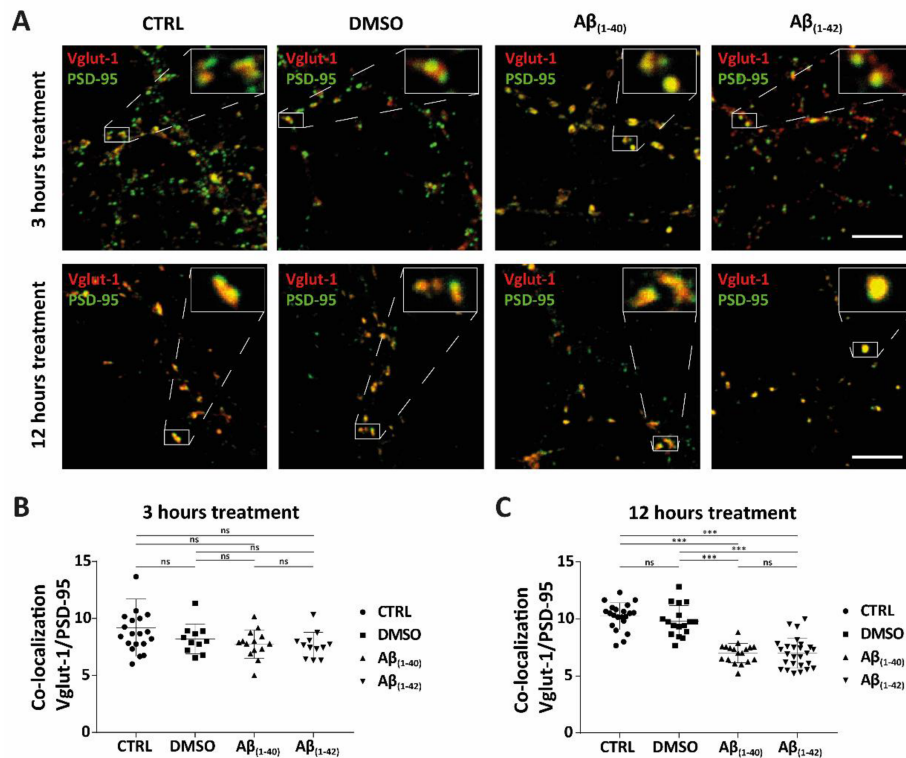 A
CTRL
DMSO
Aβ(1-40)
Aβ(1-42)
3 hours treatment
Vglut-1
PSD-95
Vglut-1
PSD-95
Vglut-1
PSD-95
Vglut-1
PSD-95
12 hours treatment
Vglut-1
PSD-95
Vglut-1
PSD-95
Vglut-1
PSD-95
Vglut-1
PSD-95
B
3 hours treatment
ns
ns
ns
ns
ns
ns
Co-localization
Vglut-1/PSD-95
15
10
5
0
CTRL
DMSO
Aβ(1-40)
Aβ(1-42)
CTRL
DMSO
Aβ(1-40)
Aβ(1-42)
C
12 hours treatment
***
***
***
ns
***
ns
Co-localization
Vglut-1/PSD-95
15
10
5
0
CTRL
DMSO
Aβ(1-40)
Aβ(1-42)
CTRL
DMSO
Aβ(1-40)
Aβ(1-42)